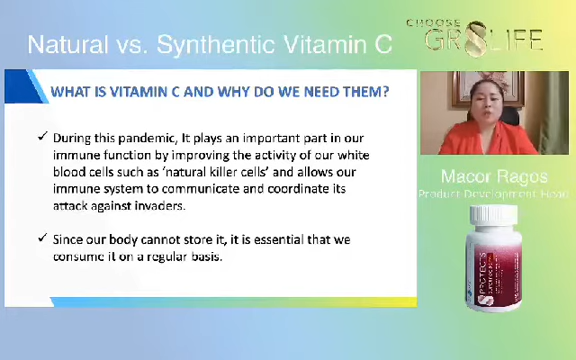 Natural vs. Synthentic Vitamin C
CHOOSE
GR8LIFE
WHAT IS VITAMIN C AND WHY DO WE NEED THEM?
✓ During this pandemic, It plays an important part in our
immune function by improving the activity of our white
blood cells such as 'natural killer cells' and allows our
immune system to communicate and coordinate its
attack against invaders.
✓ Since our body cannot store it, it is essential that we
consume it on a regular basis.
Macor Ragos
Product Development Head
PROTECT8